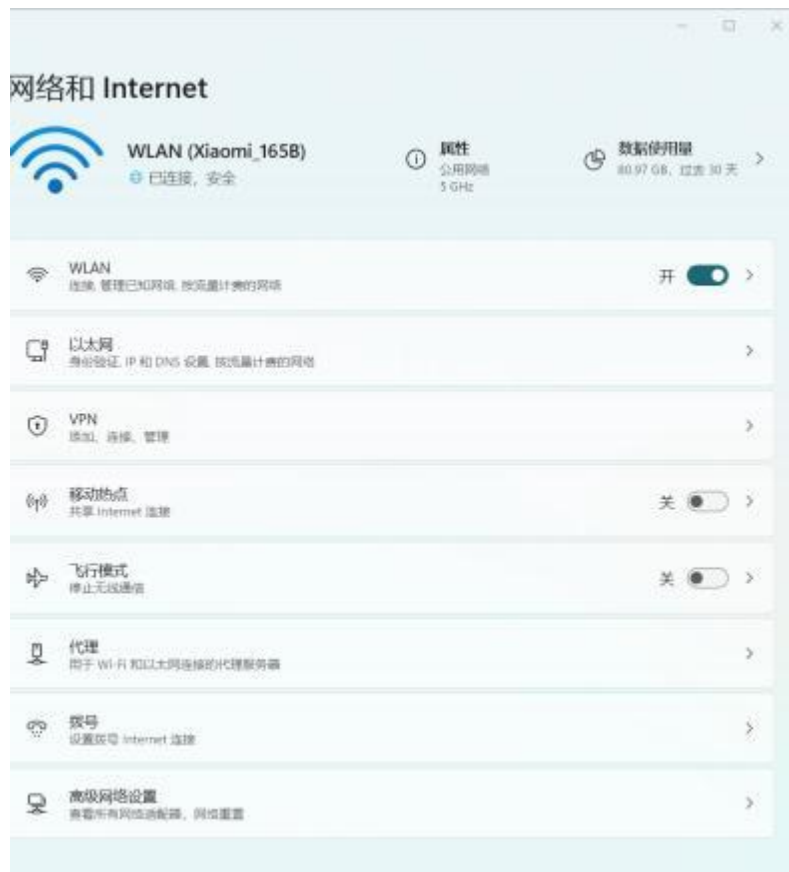 网络和 Internet
WLAN (Xiaomi_165B)
已连接，安全
属性
公用网络
5 GHz
数据使用量
80.97 GB，过去 30 天
WLAN
连接、管理已知网络、按流量计费的网络
开
以太网
身份验证、IP 和 DNS 设置、按流量计费的网络
VPN
添加、连接、管理
移动热点
共享 Internet 连接
关
飞行模式
停止无线通信
关
代理
用于 Wi-Fi 和以太网连接的代理服务器
拨号
设置拨号 Internet 连接
高级网络设置
查看所有网络适配器，网络重置